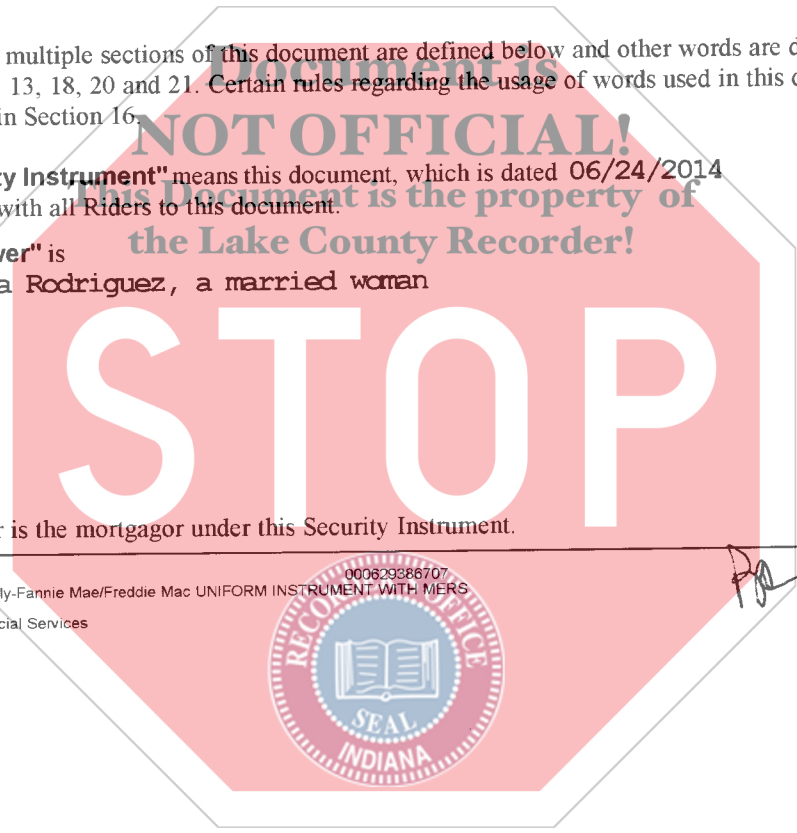 multiple sections of this document are defined below and other words are d
Document is
13, 18, 20 and 21. Certain rules regarding the usage of words used in this
in Section 16.
NOT OFFICIAL!
ty Instrument" means this document, which is dated 06/24/2014
This Document is the property of
with all Riders to this document.
the Lake County Recorder!
ver" is
a Rodriguez, a married woman
STOP
r is the mortgagor under this Security Instrument.
000629386707
ly-Fannie Mae/Freddie Mac UNIFORM INSTRUMENT WITH MERS
cial Services
RECORDER'S OFFICE
SEAL
INDIANA